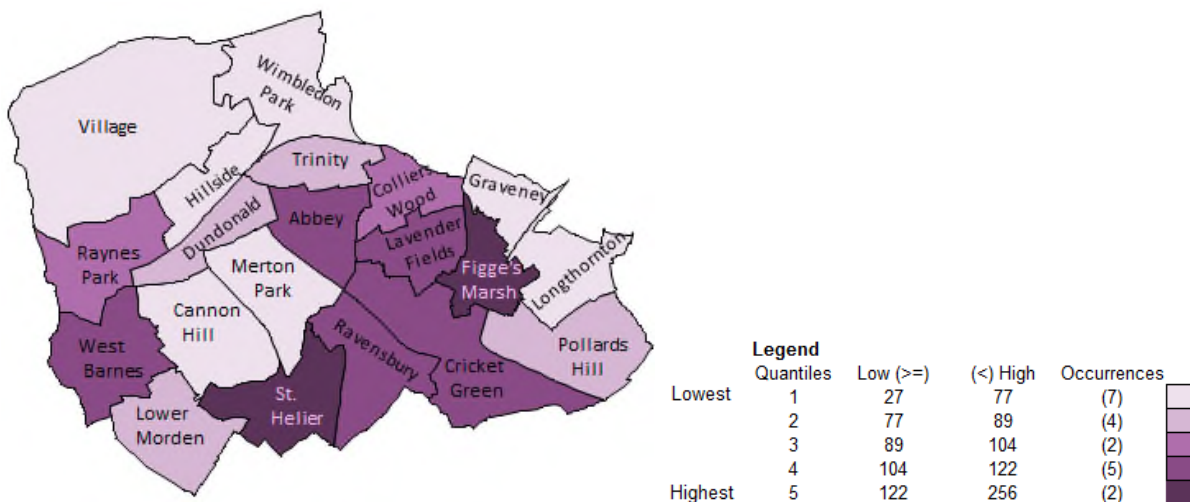 Wimbledon
Park
Village
Trinity
Hillside
Colliers
Wood
Graveney
Dundonald
Abbey
Lavender
Fields
Raynes
Park
Merton
Park
Figge's
Marsh
Longthornton
Cannon
Hill
West
Barnes
Ravensbury
Pollards
Hill
Cricket
Green
St.
Helier
Lower
Morden
Legend
Quantiles Low (>=) (<) High Occurrences
Lowest 1 27 77 (7)
2 77 89 (4)
3 89 104 (2)
4 104 122 (5)
Highest 5 122 256 (2)